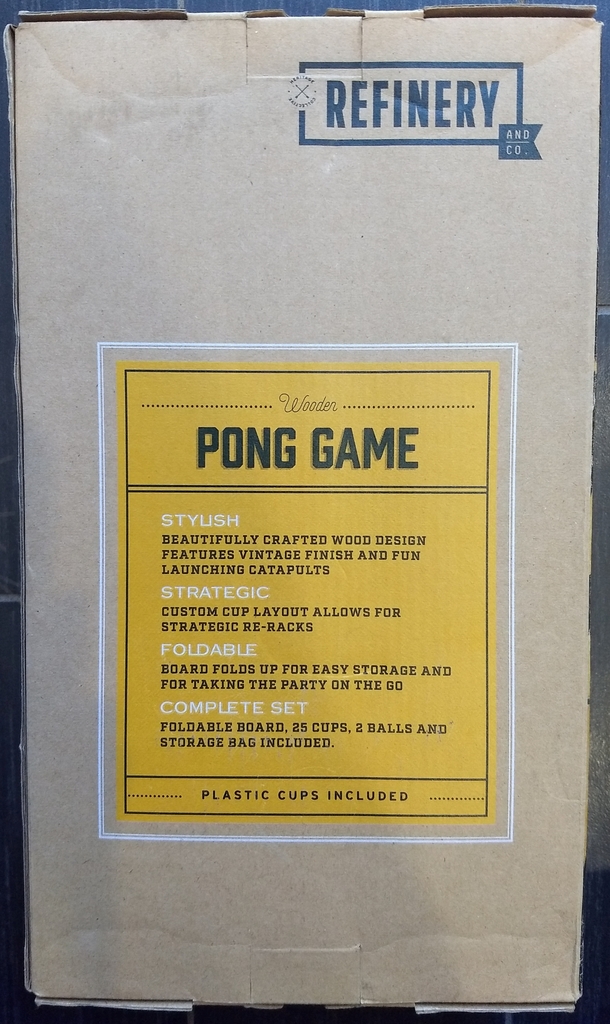 HERITAGE COLLECTIVE
REFINERY
AND
CO.
Wooden
PONG GAME
STYLISH
BEAUTIFULLY CRAFTED WOOD DESIGN
FEATURES VINTAGE FINISH AND FUN
LAUNCHING CATAPULTS
STRATEGIC
CUSTOM CUP LAYOUT ALLOWS FOR
STRATEGIC RE-RACKS
FOLDABLE
BOARD FOLDS UP FOR EASY STORAGE AND
FOR TAKING THE PARTY ON THE GO
COMPLETE SET
FOLDABLE BOARD, 25 CUPS, 2 BALLS AND
STORAGE BAG INCLUDED.
PLASTIC CUPS INCLUDED